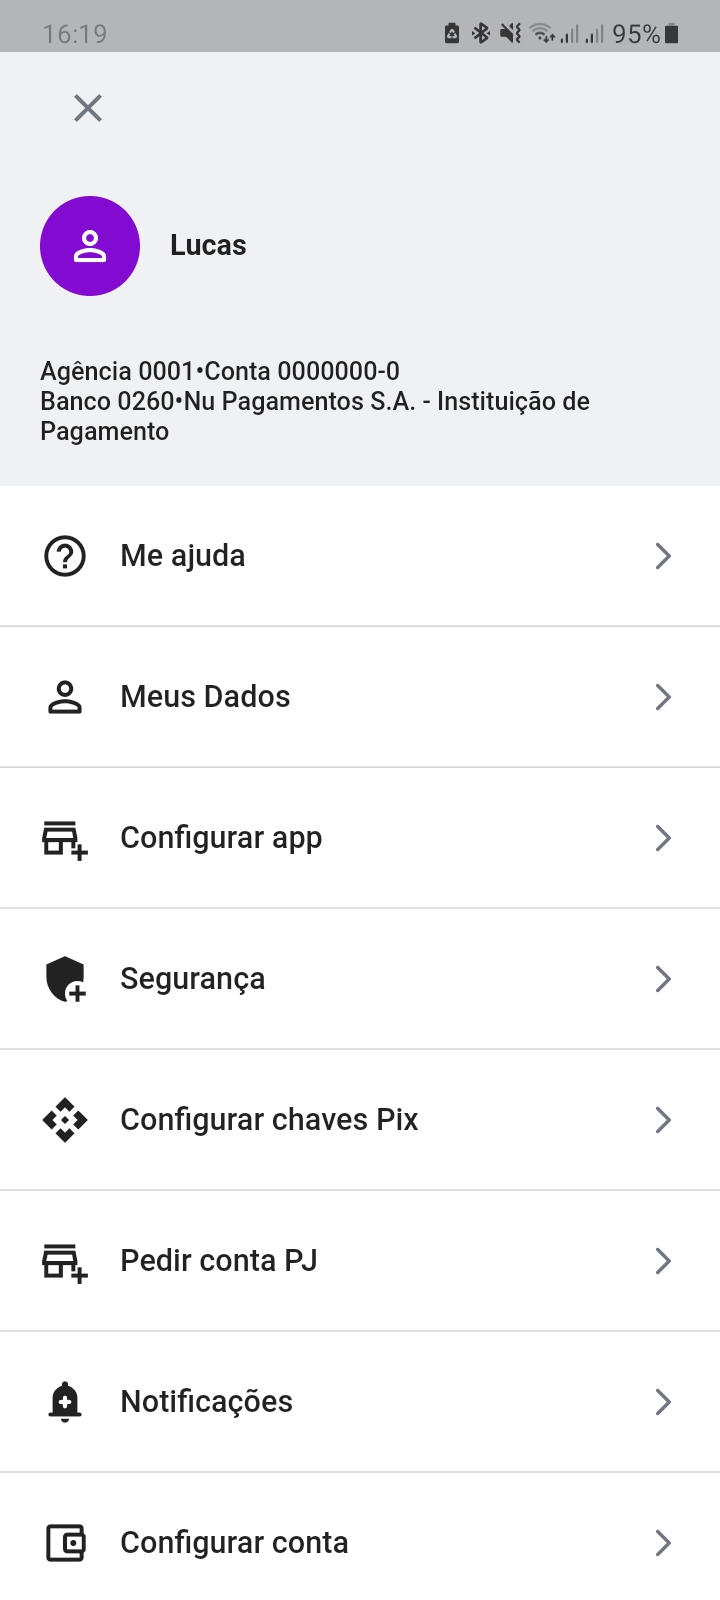 16:19 95%
Lucas
Agência 0001•Conta 0000000-0
Banco 0260•Nu Pagamentos S.A. - Instituição de
Pagamento
Me ajuda
Meus Dados
Configurar app
Segurança
Configurar chaves Pix
Pedir conta PJ
Notificações
Configurar conta